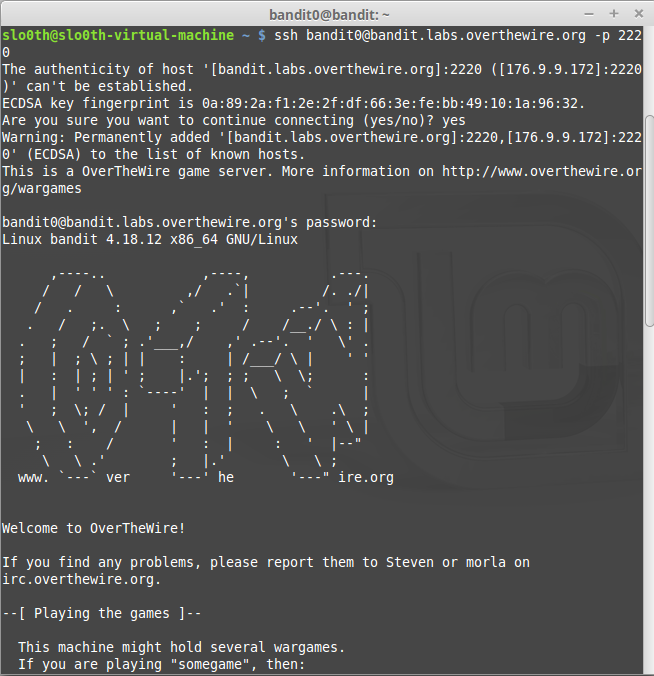 bandit0@bandit: ~
slo0th@slo0th-virtual-machine ~ $ ssh bandit0@bandit.labs.overthewire.org -p 222
0
The authenticity of host '[bandit.labs.overthewire.org]:2220 ([176.9.9.172]:2220
)' can't be established.
ECDSA key fingerprint is 0a:89:2a:f1:2e:2f:df:66:3e:fe:bb:49:10:1a:96:32.
Are you sure you want to continue connecting (yes/no)? yes
Warning: Permanently added '[bandit.labs.overthewire.org]:2220,[176.9.9.172]:222
0' (ECDSA) to the list of known hosts.
This is a OverTheWire game server. More information on http://www.overthewire.or
g/wargames
bandit0@bandit.labs.overthewire.org's password:
Linux bandit 4.18.12 x86_64 GNU/Linux
www. `---` ver '---' he '---" ire.org
Welcome to OverTheWire!
If you find any problems, please report them to Steven or morla on
irc.overthewire.org.
--[ Playing the games ]--
This machine might hold several wargames.
If you are playing "somegame", then: